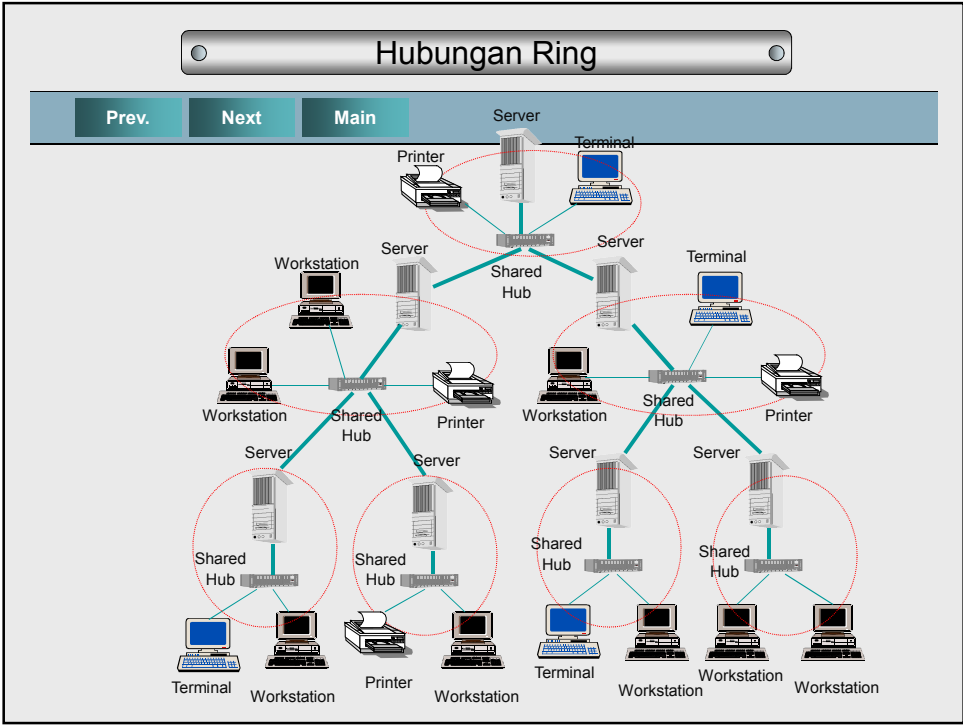 Hubungan Ring
Prev.
Next
Main
Server
Printer
Terminal
Server
Server
Workstation
Shared
Hub
Terminal
Workstation
Shared
Hub
Printer
Workstation
Shared
Hub
Printer
Server
Server
Server
Server
Shared
Hub
Shared
Hub
Shared
Hub
Shared
Hub
Terminal
Workstation
Printer
Workstation
Terminal
Workstation
Workstation
Workstation